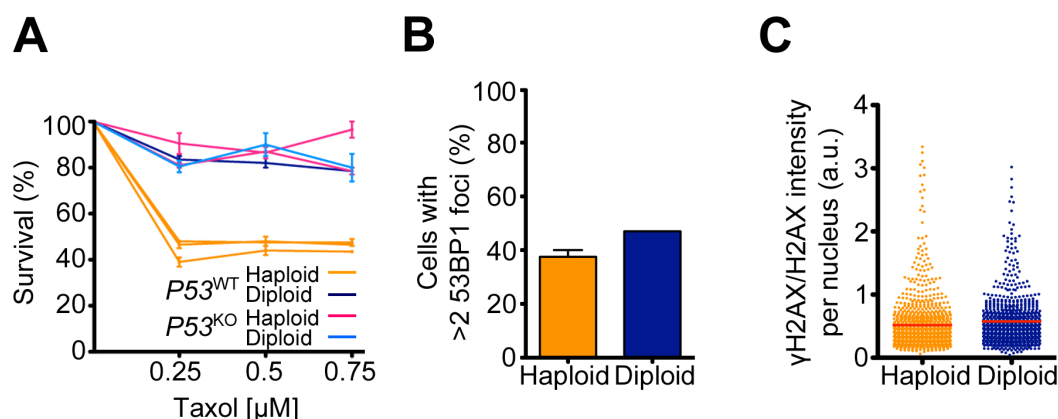 A
Survival (%)
100
80
60
40
20
0
P53WT Haploid
Diploid
P53KO Haploid
Diploid
0.25 0.5 0.75
Taxol [µM]
B
Cells with
>2 53BP1 foci (%)
100
80
60
40
20
0
Haploid Diploid
C
γH2AX/H2AX intensity
per nucleus (a.u.)
4
3
2
1
0
Haploid Diploid